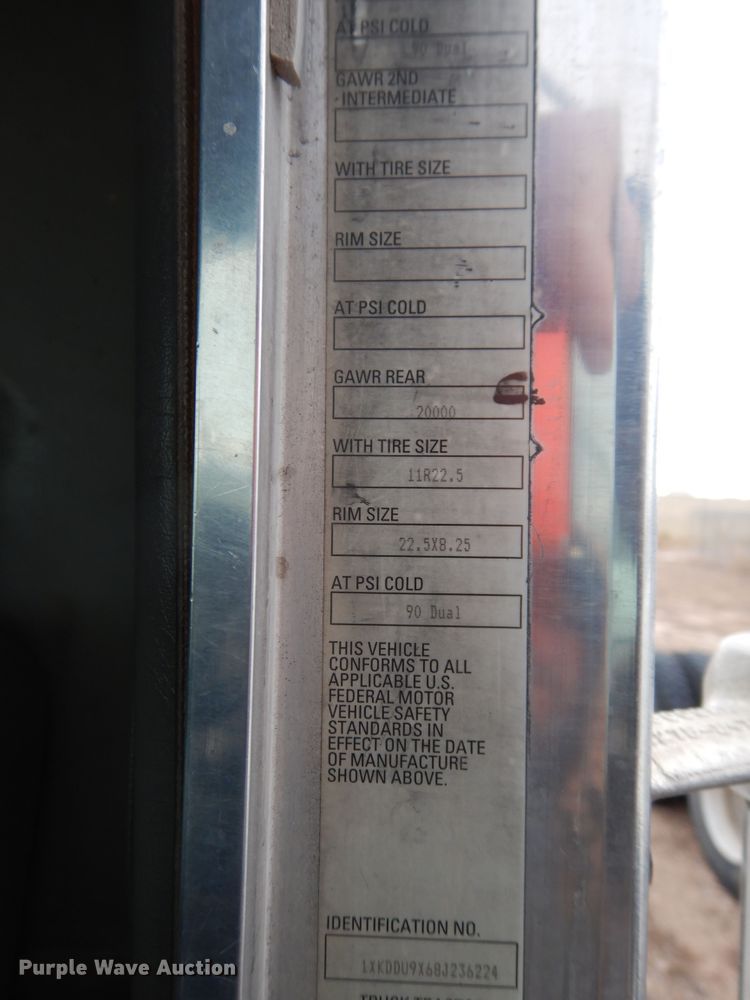 AT PSI COLD
90 Dual
GAWR 2ND
INTERMEDIATE
WITH TIRE SIZE
RIM SIZE
AT PSI COLD
GAWR REAR
20000
WITH TIRE SIZE
11R22.5
RIM SIZE
22.5X8.25
AT PSI COLD
90 Dual
THIS VEHICLE
CONFORMS TO ALL
APPLICABLE U.S.
FEDERAL MOTOR
VEHICLE SAFETY
STANDARDS IN
EFFECT ON THE DATE
OF MANUFACTURE
SHOWN ABOVE.
IDENTIFICATION NO.
1XKDDU9X68J236224
Purple Wave Auction